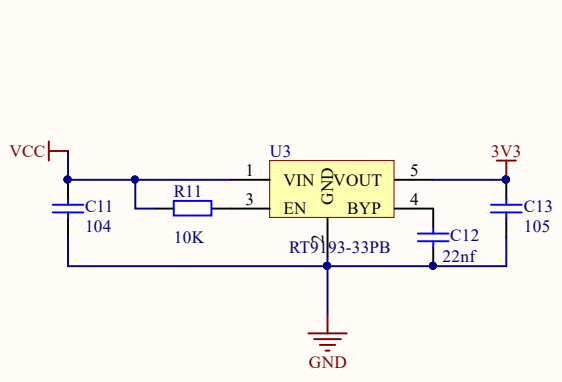 VCC
U3
3V3
1
VIN
GND
VOUT
5
R11
3
EN
BYP
4
C11
104
C13
105
10K
2
RT9193-33PB
C12
22nf
GND